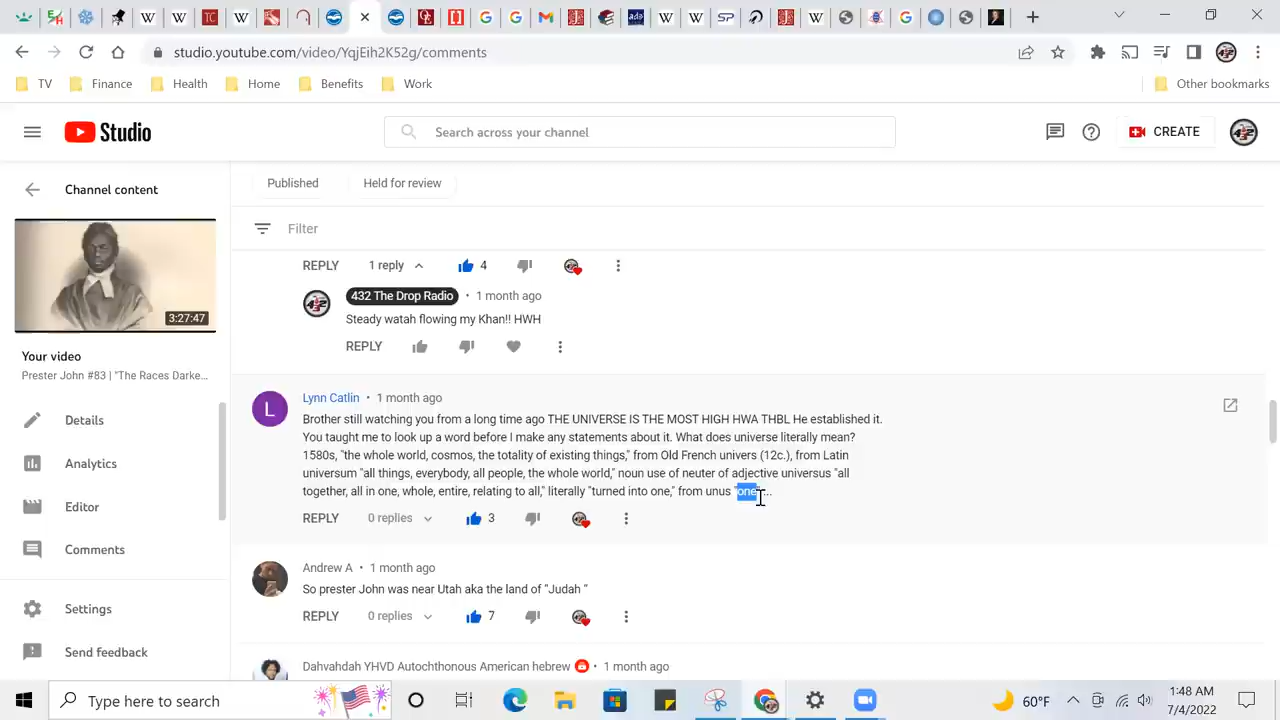 studio.youtube.com/video/YqjEih2K52g/comments
TV
Finance
Health
Home
Benefits
Work
Other bookmarks
Studio
Search across your channel
CREATE
Channel content
3:27:47
Your video
Prester John #83 | "The Races Darke...
Details
Analytics
Editor
Comments
Settings
Send feedback
Published
Held for review
Filter
REPLY 1 reply 4
432 The Drop Radio • 1 month ago
Steady watah flowing my Khan!! HWH
REPLY
L
Lynn Catlin • 1 month ago
Brother still watching you from a long time ago THE UNIVERSE IS THE MOST HIGH HWA THBL He established it.
You taught me to look up a word before I make any statements about it. What does universe literally mean?
1580s, "the whole world, cosmos, the totality of existing things," from Old French univers (12c.), from Latin
universum "all things, everybody, all people, the whole world," noun use of neuter of adjective universus "all
together, all in one, whole, entire, relating to all," literally "turned into one," from unus "one"...
REPLY 0 replies 3
Andrew A • 1 month ago
So prester John was near Utah aka the land of “Judah “
REPLY 0 replies 7
Dahvahdah YHVD Autochthonous American hebrew • 1 month ago
Type here to search
60°F
1:48 AM
7/4/2022